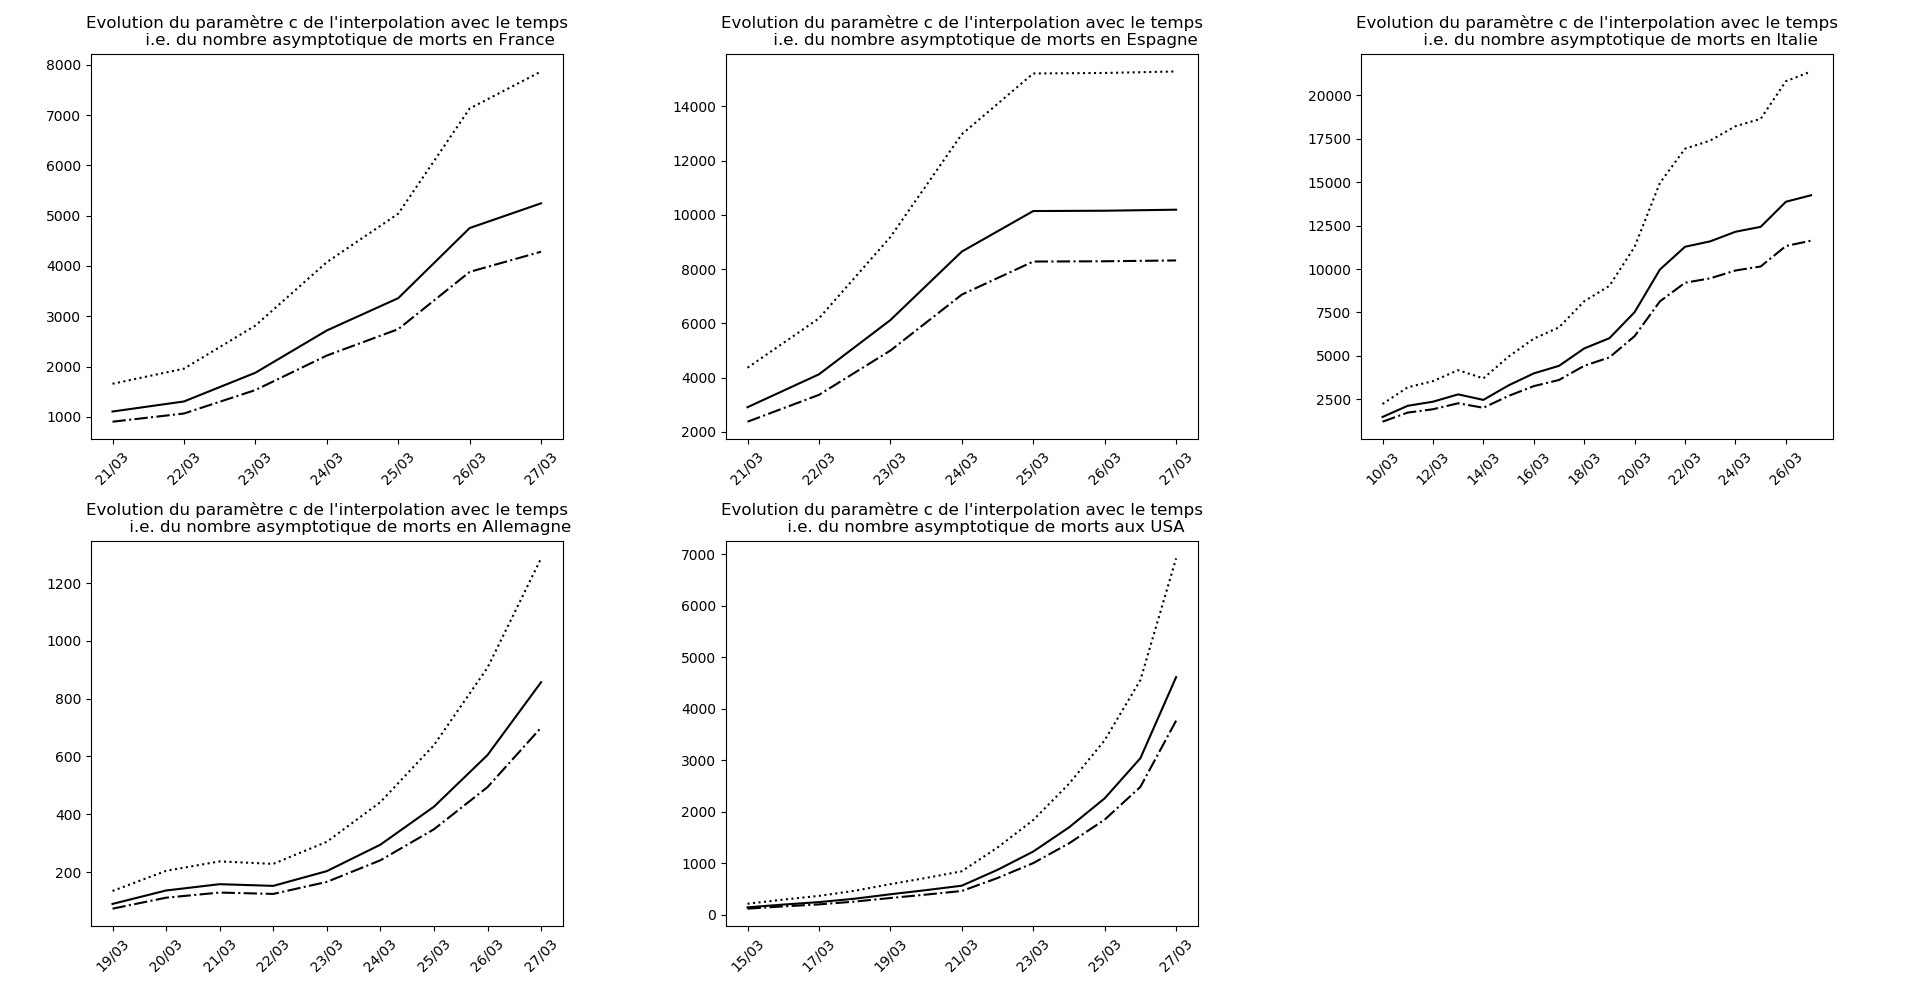 Evolution du paramètre c de l'interpolation avec le temps
i.e. du nombre asymptotique de morts en France
8000
7000
6000
5000
4000
3000
2000
1000
21/03 22/03 23/03 24/03 25/03 26/03 27/03
Evolution du paramètre c de l'interpolation avec le temps
i.e. du nombre asymptotique de morts en Espagne
14000
12000
10000
8000
6000
4000
2000
21/03 22/03 23/03 24/03 25/03 26/03 27/03
Evolution du paramètre c de l'interpolation avec le temps
i.e. du nombre asymptotique de morts en Italie
20000
17500
15000
12500
10000
7500
5000
2500
10/03 12/03 14/03 16/03 18/03 20/03 22/03 24/03 26/03
Evolution du paramètre c de l'interpolation avec le temps
i.e. du nombre asymptotique de morts en Allemagne
1200
1000
800
600
400
200
19/03 20/03 21/03 22/03 23/03 24/03 25/03 26/03 27/03
Evolution du paramètre c de l'interpolation avec le temps
i.e. du nombre asymptotique de morts aux USA
7000
6000
5000
4000
3000
2000
1000
0
15/03 17/03 19/03 21/03 23/03 25/03 27/03